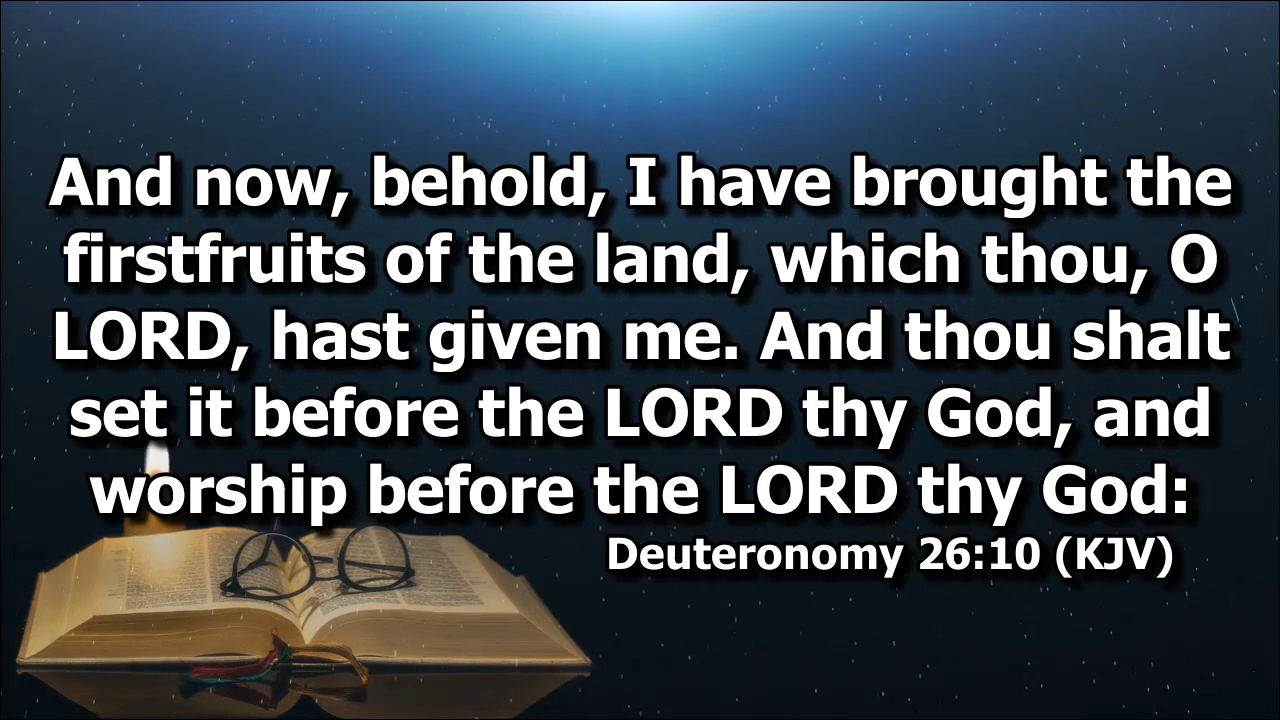 And now, behold, I have brought the
firstfruits of the land, which thou, O
LORD, hast given me. And thou shalt
set it before the LORD thy God, and
worship before the LORD thy God:
Deuteronomy 26:10 (KJV)